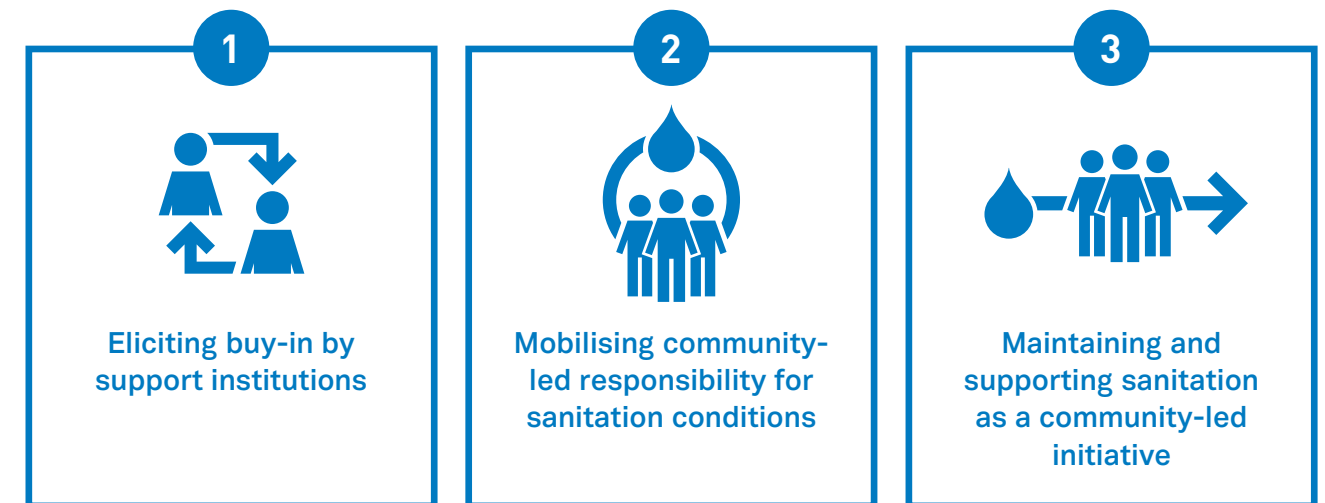 1
Eliciting buy-in by
support institutions
2
Mobilising community-
led responsibility for
sanitation conditions
3
Maintaining and
supporting sanitation
as a community-led
initiative